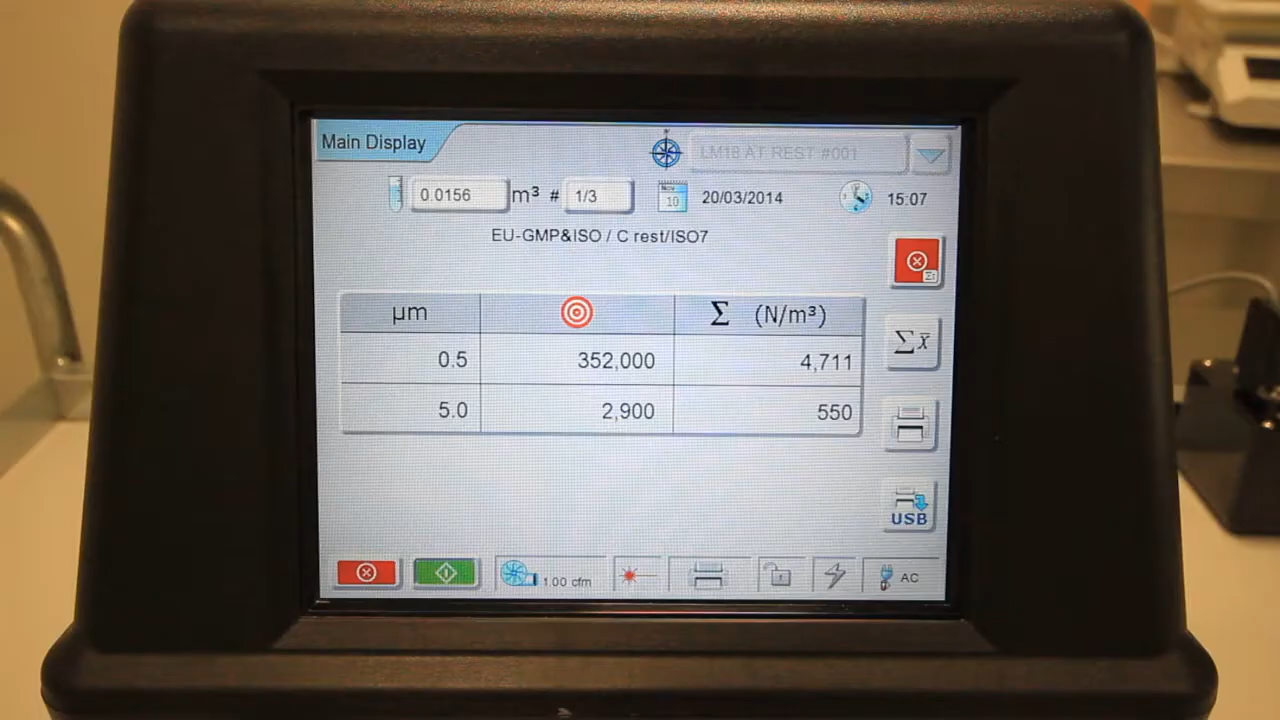 Main Display
LM18 AT REST #001
0.0156 m³ # 1/3 Nov 10 20/03/2014 15:07
EU-GMP&ISO / C rest/ISO7
µm Σ (N/m³)
0.5 352,000 4,711
5.0 2,900 550
Σx̄
USB
1.00 cfm AC